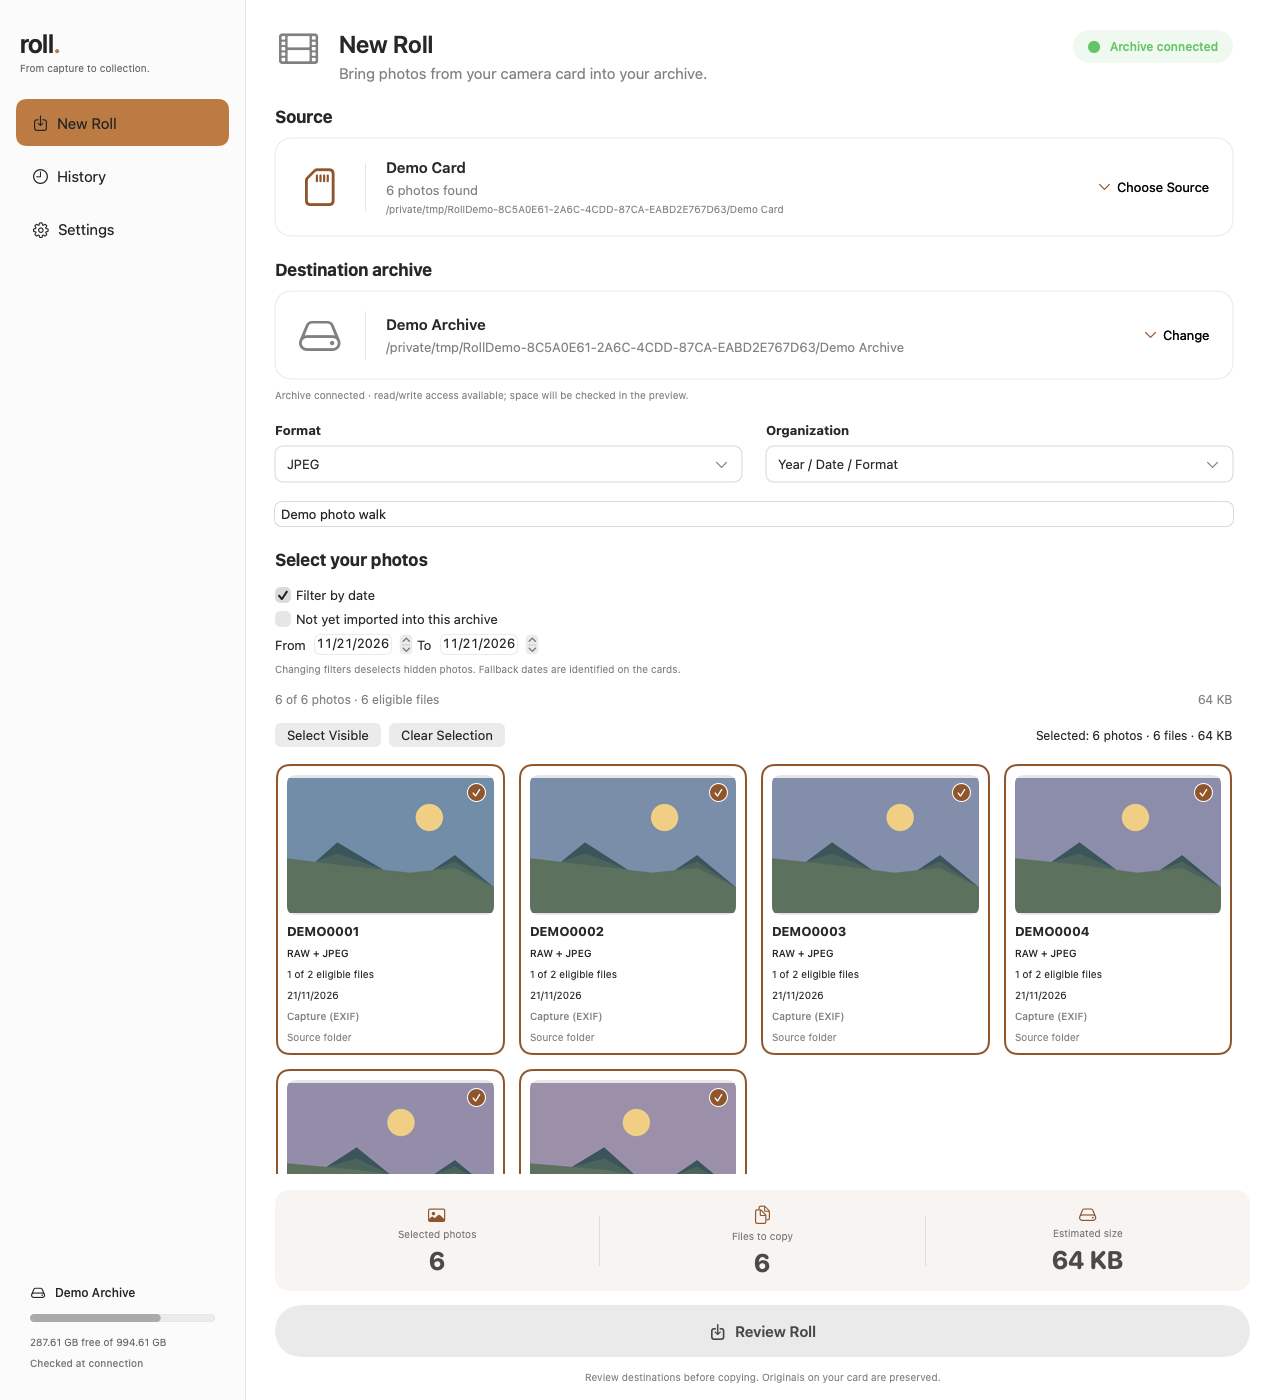 roll.
From capture to collection.
New Roll
History
Settings
Demo Archive
287.61 GB free of 994.61 GB
Checked at connection
New Roll
Bring photos from your camera card into your archive.
Archive connected
Source
Demo Card
6 photos found
/private/tmp/RollDemo-8C5A0E61-2A6C-4CDD-87CA-EABD2E767D63/Demo Card
Choose Source
Destination archive
Demo Archive
/private/tmp/RollDemo-8C5A0E61-2A6C-4CDD-87CA-EABD2E767D63/Demo Archive
Change
Archive connected · read/write access available; space will be checked in the preview.
Format
Organization
JPEG
Year / Date / Format
Demo photo walk
Select your photos
Filter by date
Not yet imported into this archive
From 11/21/2026 To 11/21/2026
Changing filters deselects hidden photos. Fallback dates are identified on the cards.
6 of 6 photos · 6 eligible files
64 KB
Select Visible
Clear Selection
Selected: 6 photos · 6 files · 64 KB
DEMO0001
RAW + JPEG
1 of 2 eligible files
21/11/2026
Capture (EXIF)
Source folder
DEMO0002
RAW + JPEG
1 of 2 eligible files
21/11/2026
Capture (EXIF)
Source folder
DEMO0003
RAW + JPEG
1 of 2 eligible files
21/11/2026
Capture (EXIF)
Source folder
DEMO0004
RAW + JPEG
1 of 2 eligible files
21/11/2026
Capture (EXIF)
Source folder
Selected photos
6
Files to copy
6
Estimated size
64 KB
Review Roll
Review destinations before copying. Originals on your card are preserved.